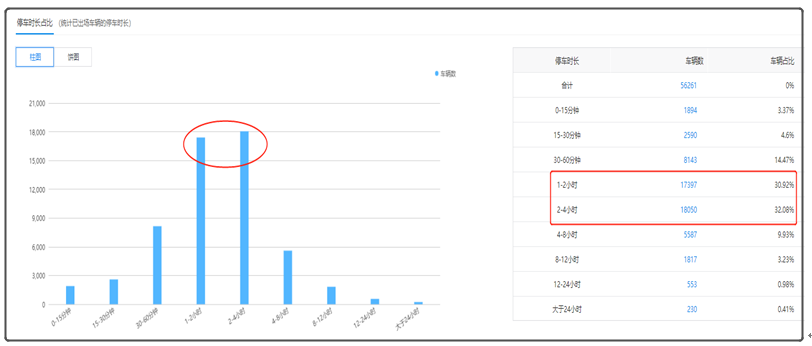 停车时长占比 (统计已出场车辆的停车时长)
柱图 饼图
车辆数
21,000
18,000
15,000
12,000
9,000
6,000
3,000
0
0-15分钟 15-30分钟 30-60分钟 1-2小时 2-4小时 4-8小时 8-12小时 12-24小时 大于24小时
停车时长 车辆数 车辆占比
合计 56261 0%
0-15分钟 1894 3.37%
15-30分钟 2590 4.6%
30-60分钟 8143 14.47%
1-2小时 17397 30.92%
2-4小时 18050 32.08%
4-8小时 5587 9.93%
8-12小时 1817 3.23%
12-24小时 553 0.98%
大于24小时 230 0.41%